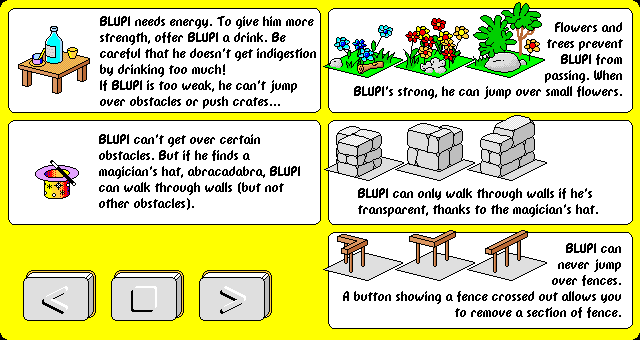 BLUPI needs energy. To give him more
strength, offer BLUPI a drink. Be
careful that he doesn't get indigestion
by drinking too much!
If BLUPI is too weak, he can't jump
over obstacles or push crates...
BLUPI can't get over certain
obstacles. But if he finds a
magician's hat, abracadabra, BLUPI
can walk through walls (but not
other obstacles).
Flowers and
trees prevent
BLUPI from
passing. When
BLUPI's strong, he can jump over small flowers.
BLUPI can only walk through walls if he's
transparent, thanks to the magician's hat.
BLUPI can
never jump
over fences.
A button showing a fence crossed out allows you
to remove a section of fence.